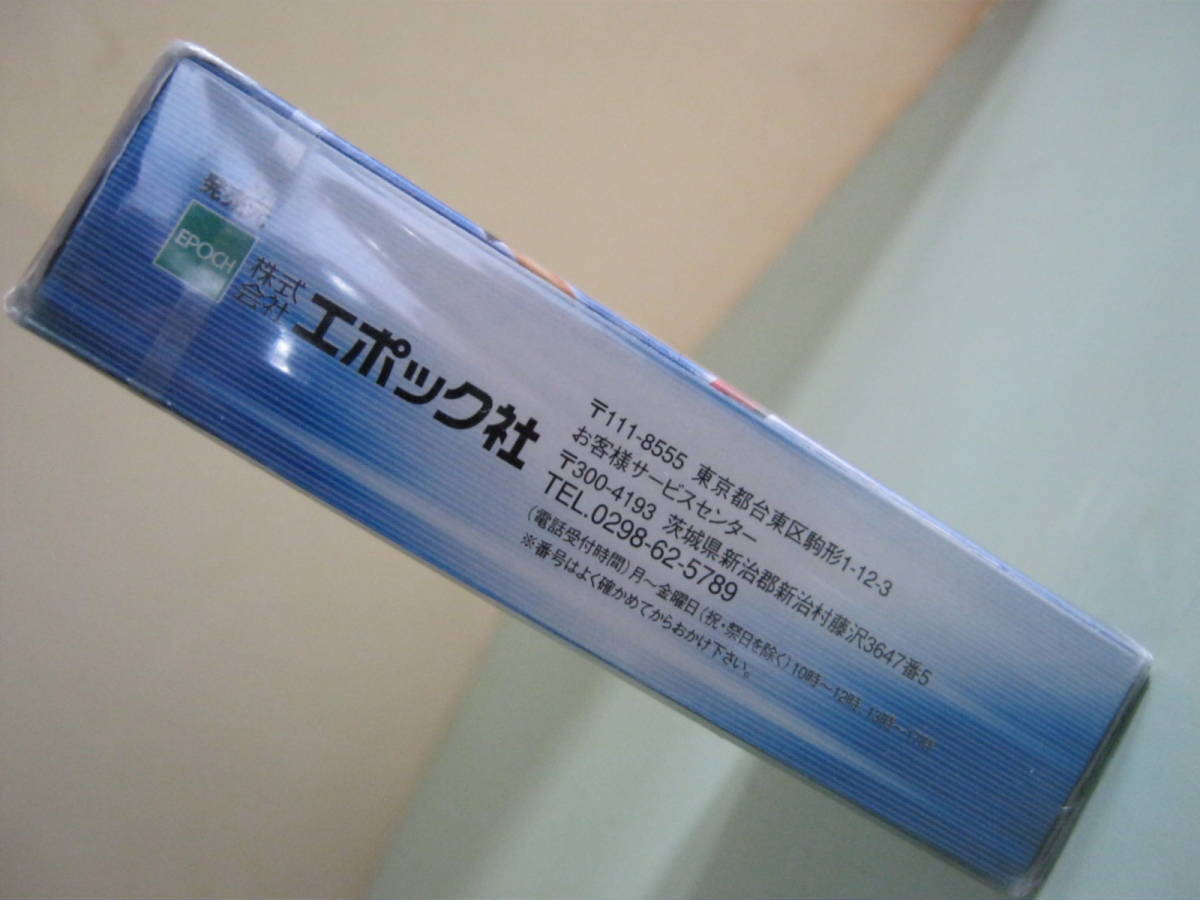 発売元
EPOCH
株式
会社
エポック社
〒111-8555 東京都台東区駒形1-12-3
お客様サービスセンター
〒300-4193 茨城県新治郡新治村藤沢3647番5
TEL.0298-62-5789
(電話受付時間)月〜金曜日(祝・祭日を除く)10時〜12時、13時〜17時
※番号はよく確かめてからおかけ下さい。